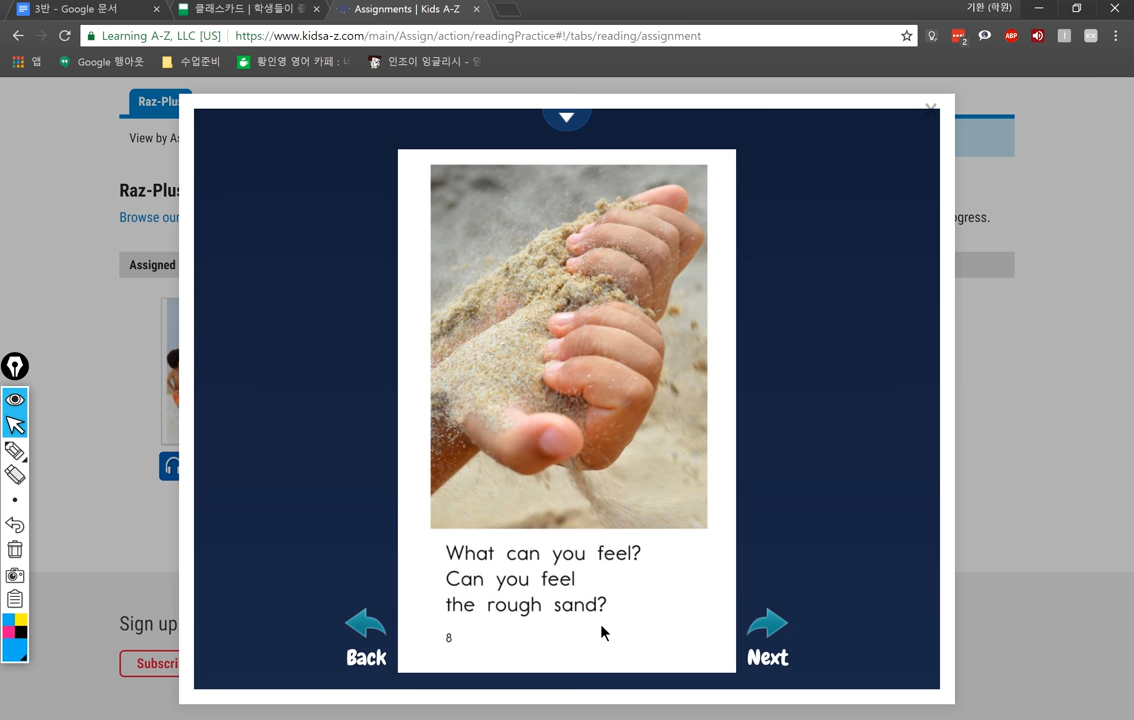 3반 - Google 문서
클래스카드 | 학생들이
Assignments | Kids A-Z
기환 (학원)
Learning A-Z, LLC [US]
https://www.kidsa-z.com/main/Assign/action/readingPractice#!/tabs/reading/assignment
2
ABP
앱
Google 행아웃
수업준비
황인영 영어 카페 :
인조이 잉글리시 -
Raz-Plus
View by As
Raz-Plus
Browse our
ogress.
Assigned
What can you feel?
Can you feel
the rough sand?
8
Back
Next
Sign up
Subscri